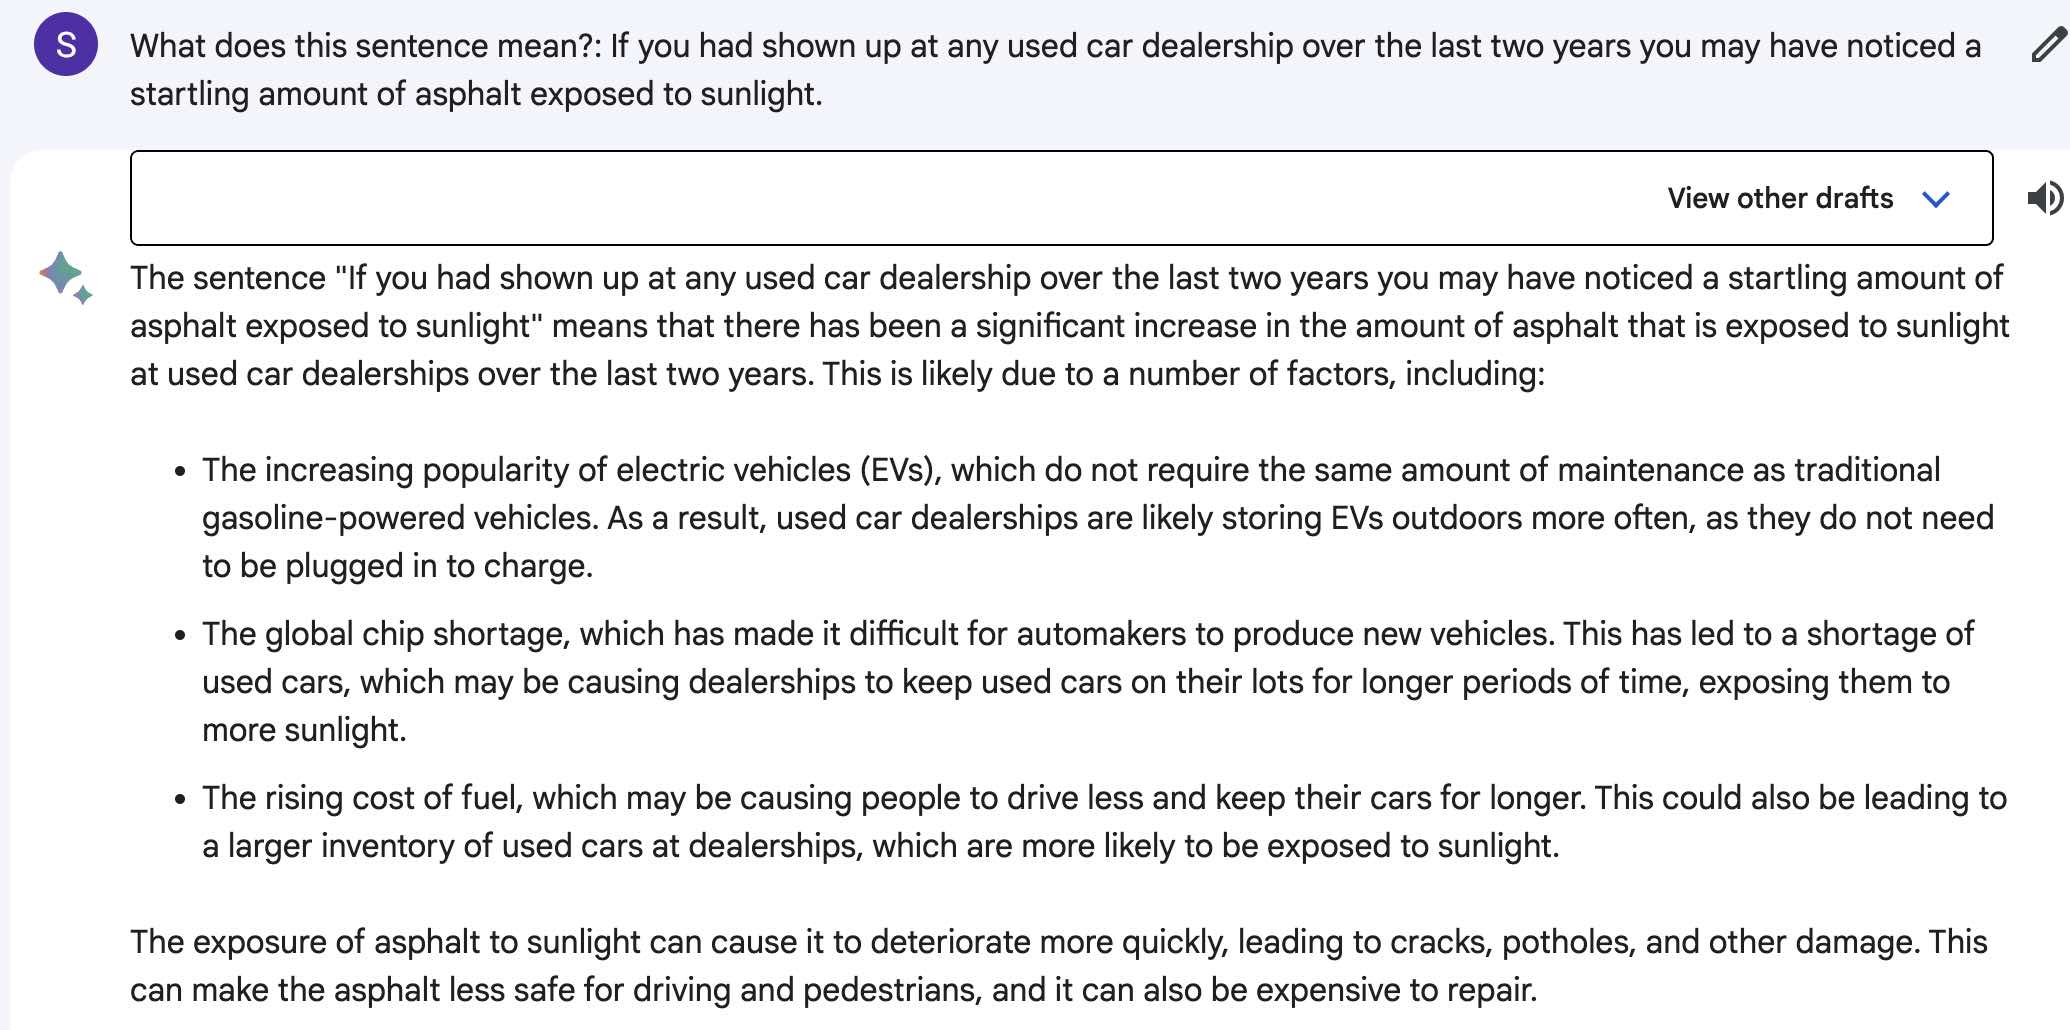 S
What does this sentence mean?: If you had shown up at any used car dealership over the last two years you may have noticed a
startling amount of asphalt exposed to sunlight.
View other drafts
The sentence "If you had shown up at any used car dealership over the last two years you may have noticed a startling amount of
asphalt exposed to sunlight" means that there has been a significant increase in the amount of asphalt that is exposed to sunlight
at used car dealerships over the last two years. This is likely due to a number of factors, including:
• The increasing popularity of electric vehicles (EVs), which do not require the same amount of maintenance as traditional
gasoline-powered vehicles. As a result, used car dealerships are likely storing EVs outdoors more often, as they do not need
to be plugged in to charge.
• The global chip shortage, which has made it difficult for automakers to produce new vehicles. This has led to a shortage of
used cars, which may be causing dealerships to keep used cars on their lots for longer periods of time, exposing them to
more sunlight.
• The rising cost of fuel, which may be causing people to drive less and keep their cars for longer. This could also be leading to
a larger inventory of used cars at dealerships, which are more likely to be exposed to sunlight.
The exposure of asphalt to sunlight can cause it to deteriorate more quickly, leading to cracks, potholes, and other damage. This
can make the asphalt less safe for driving and pedestrians, and it can also be expensive to repair.